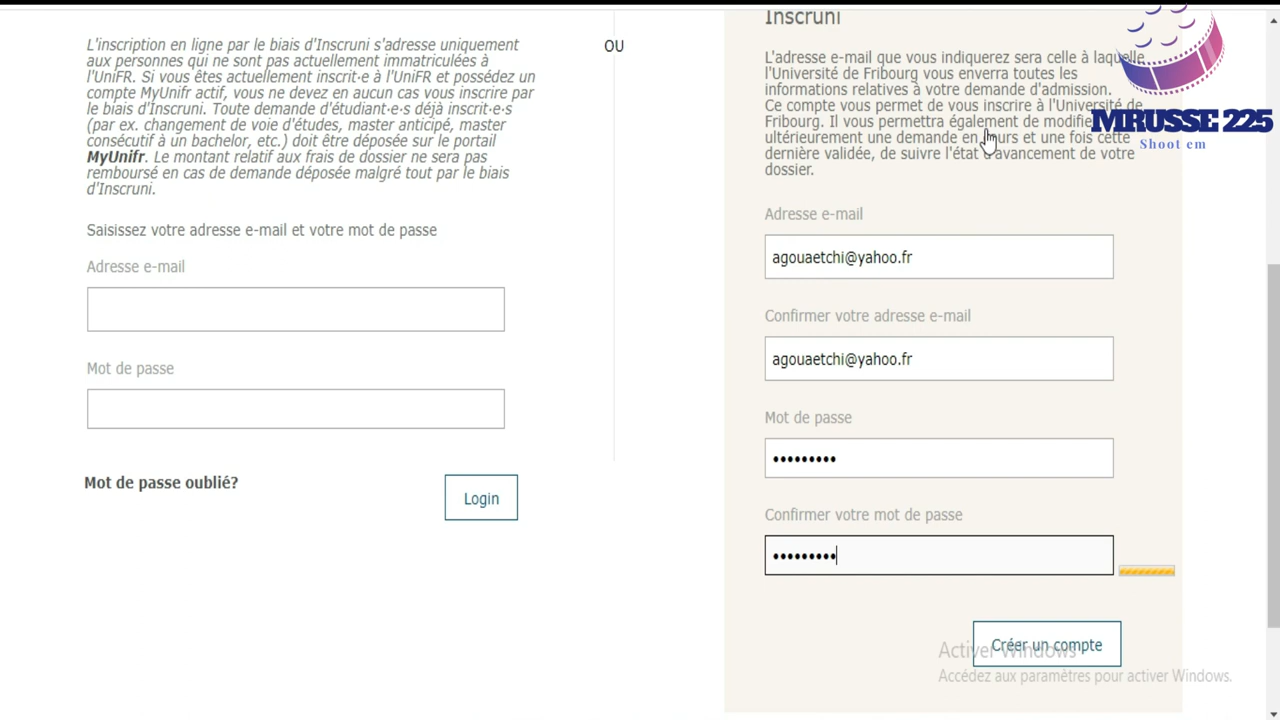 L'inscription en ligne par le biais d'Inscruni s'adresse uniquement
aux personnes qui ne sont pas actuellement immatriculées à
l'UniFR. Si vous êtes actuellement inscrit·e à l'UniFR et possédez un
compte MyUnifr actif, vous ne devez en aucun cas vous inscrire par
le biais d'Inscruni. Toute demande d'étudiant·e·s déjà inscrit·e·s
(par ex. changement de voie d'études, master anticipé, master
consécutif à un bachelor, etc.) doit être déposée sur le portail
MyUnifr. Le montant relatif aux frais de dossier ne sera pas
remboursé en cas de demande déposée malgré tout par le biais
d'Inscruni.
Saisissez votre adresse e-mail et votre mot de passe
Adresse e-mail
Mot de passe
Mot de passe oublié?
Login
OU
Inscruni
L'adresse e-mail que vous indiquerez sera celle à laquelle
l'Université de Fribourg vous enverra toutes les
informations relatives à votre demande d'admission.
Ce compte vous permet de vous inscrire à l'Université de
Fribourg. Il vous permettra également de modifie
ultérieurement une demande en urs et une fois cette
dernière validée, de suivre l'état d'avancement de votre
dossier.
Adresse e-mail
agouaetchi@yahoo.fr
Confirmer votre adresse e-mail
agouaetchi@yahoo.fr
Mot de passe
•••••••••
Confirmer votre mot de passe
•••••••••
Créer un compte
MRUSSE 225
Shoot cm
Activer Windows
Accédez aux paramètres pour activer Windows.